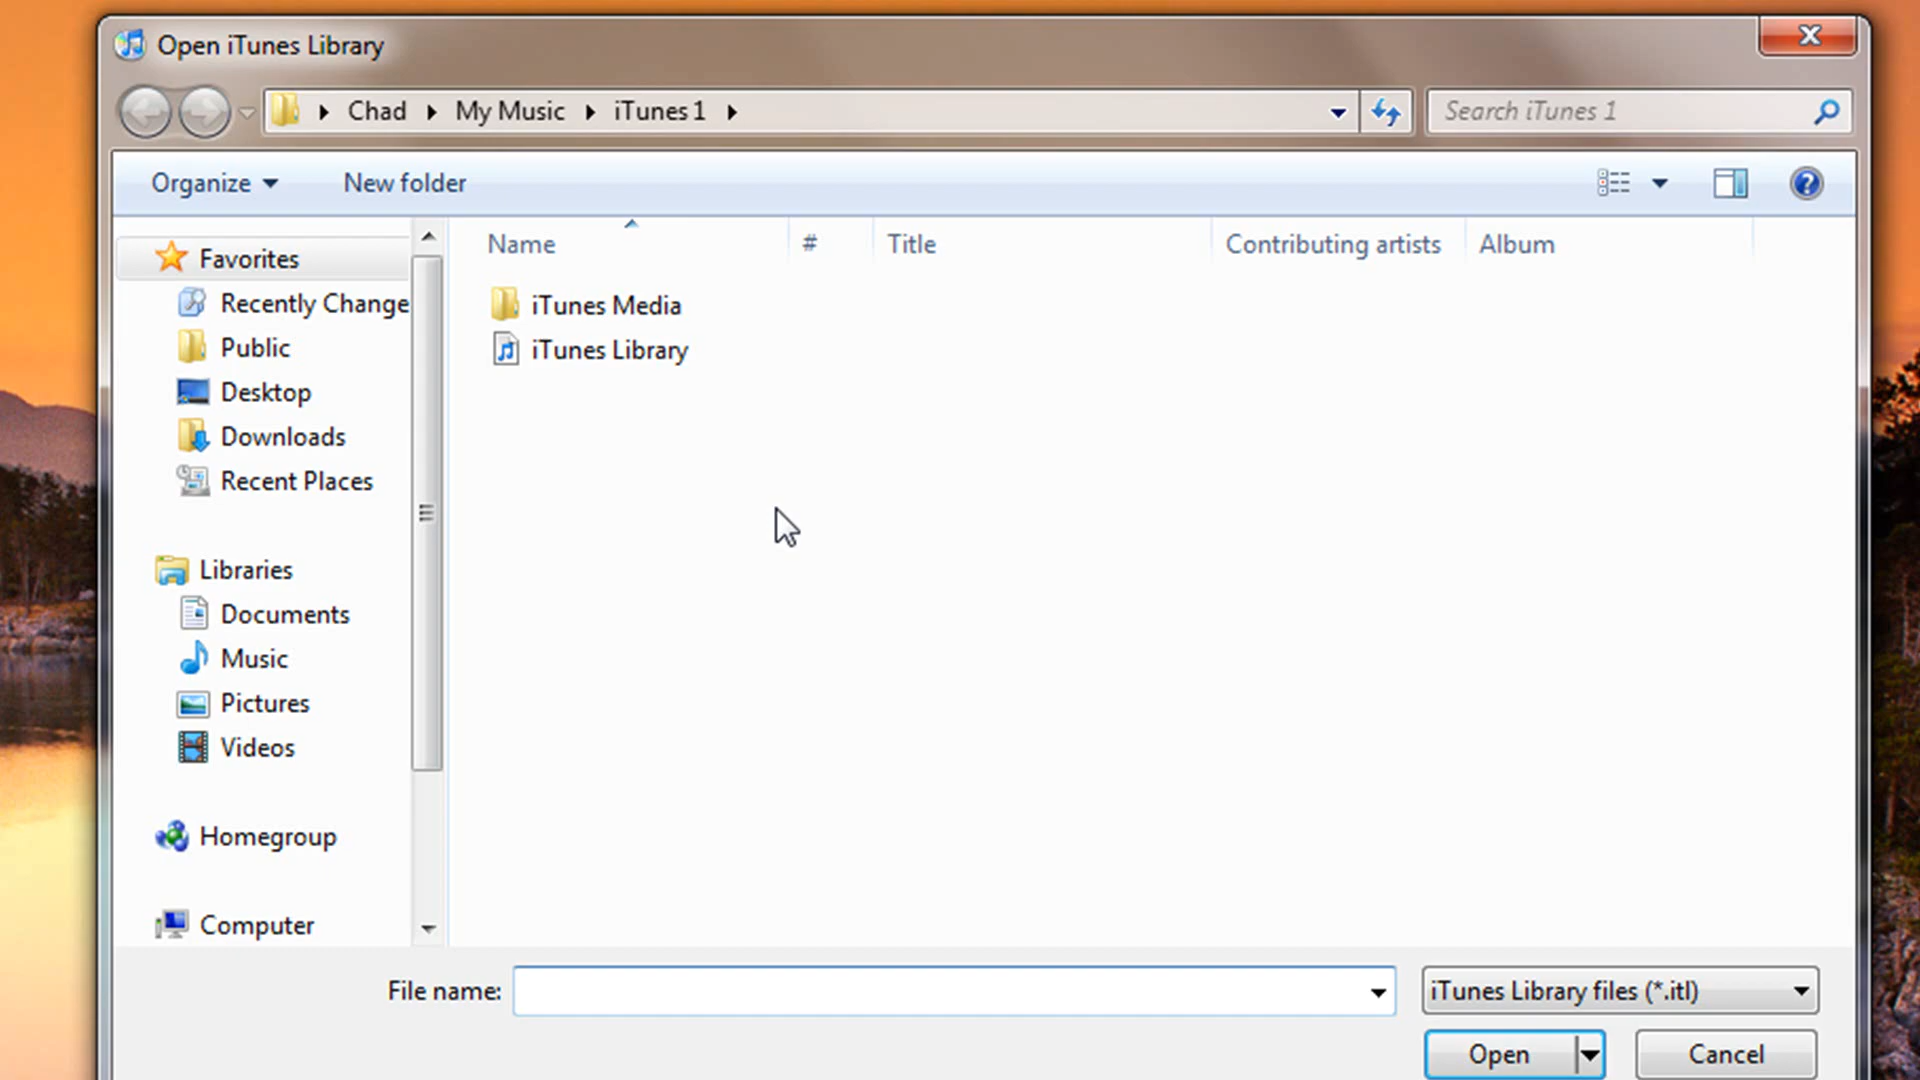 Open iTunes Library
Chad My Music iTunes 1
Search iTunes 1
Organize New folder
Name # Title Contributing artists Album
Favorites
Recently Change
Public
Desktop
Downloads
Recent Places
Libraries
Documents
Music
Pictures
Videos
Homegroup
Computer
iTunes Media
iTunes Library
File name:
iTunes Library files (*.itl)
Open Cancel